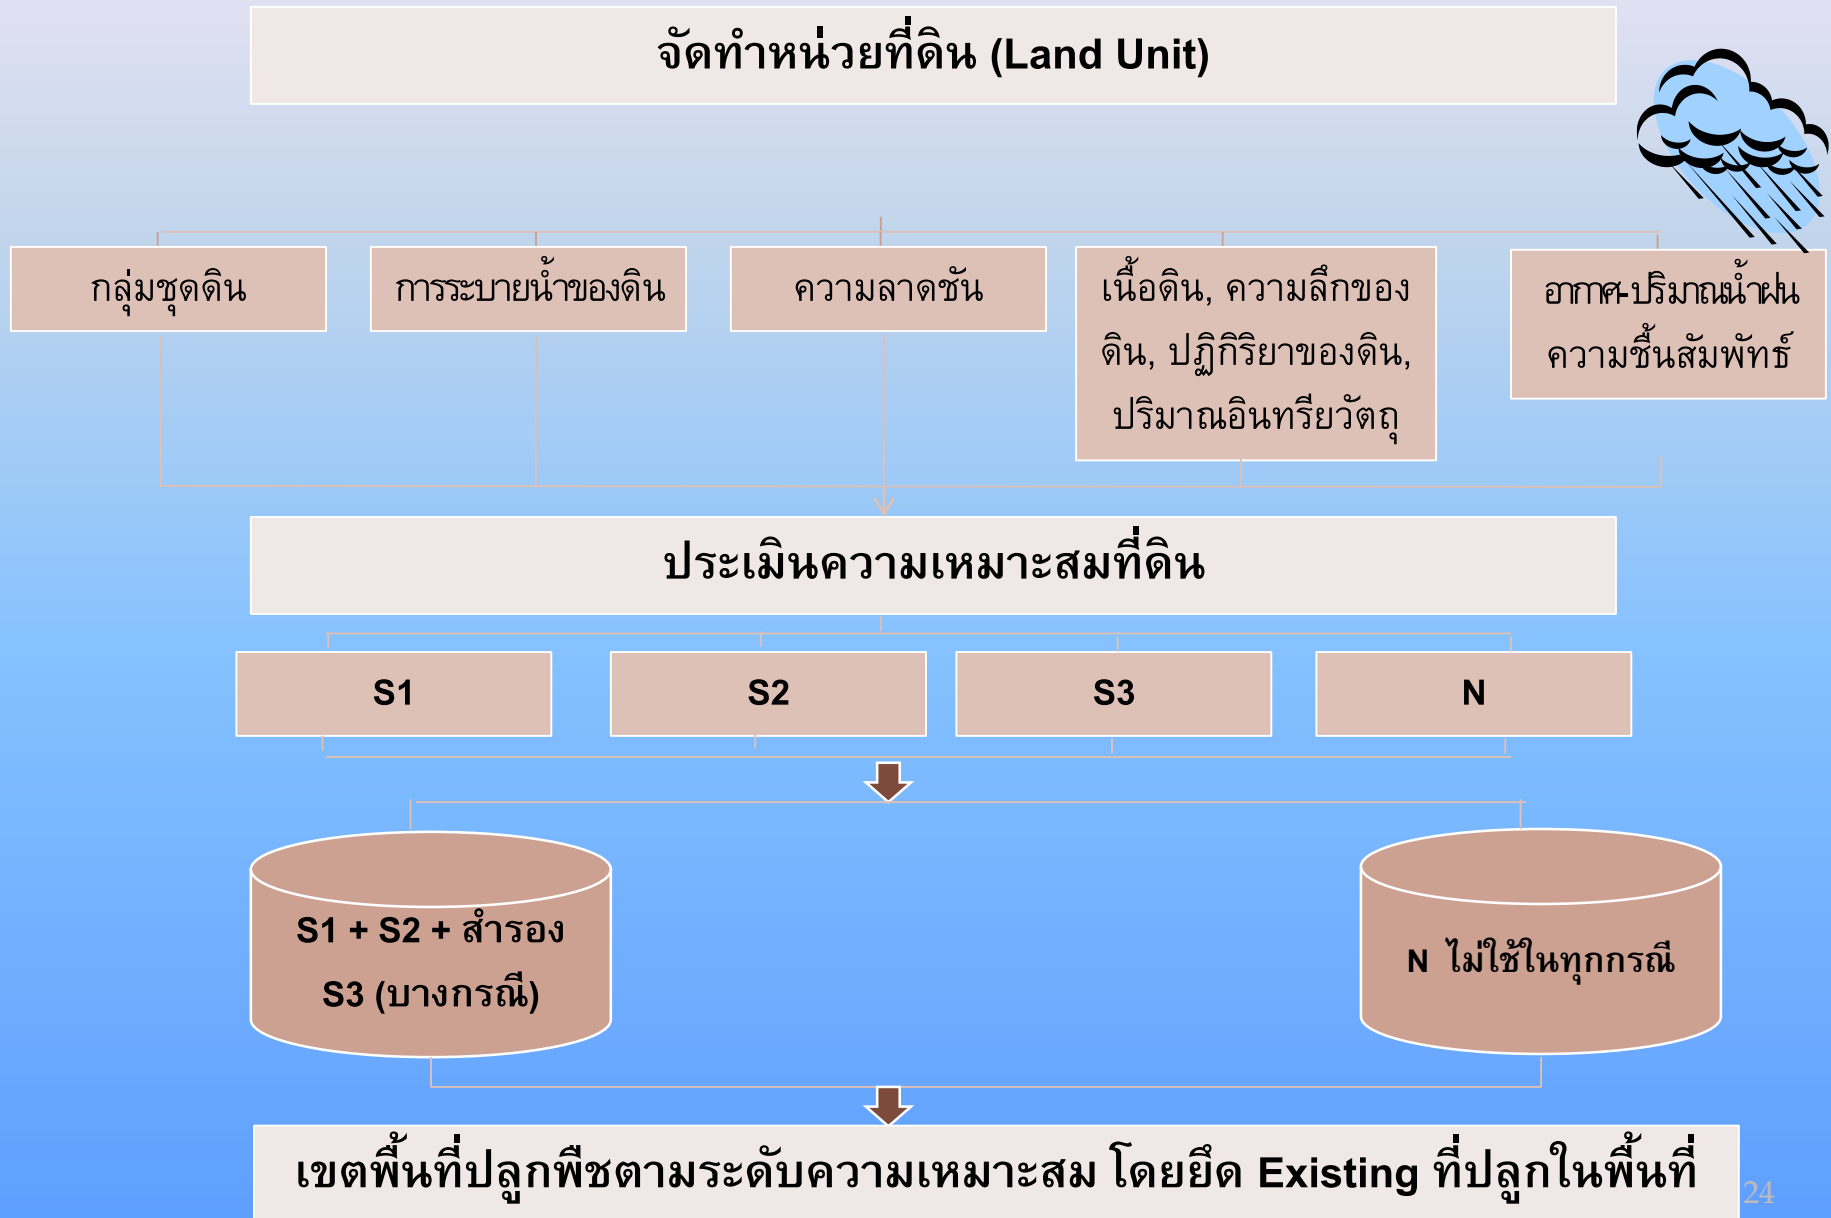 จัดทำหน่วยที่ดิน (Land Unit)
กลุ่มชุดดิน
การระบายน้ำของดิน
ความลาดชัน
เนื้อดิน, ความลึกของ
ดิน, ปฏิกิริยาของดิน,
ปริมาณอินทรียวัตถุ
อากาศ-ปริมาณน้ำฝน
ความชื้นสัมพัทธ์
ประเมินความเหมาะสมที่ดิน
S1
S2
S3
N
S1 + S2 + สำรอง
S3 (บางกรณี)
N ไม่ใช้ในทุกกรณี
เขตพื้นที่ปลูกพืชตามระดับความเหมาะสม โดยยึด Existing ที่ปลูกในพื้นที่
24